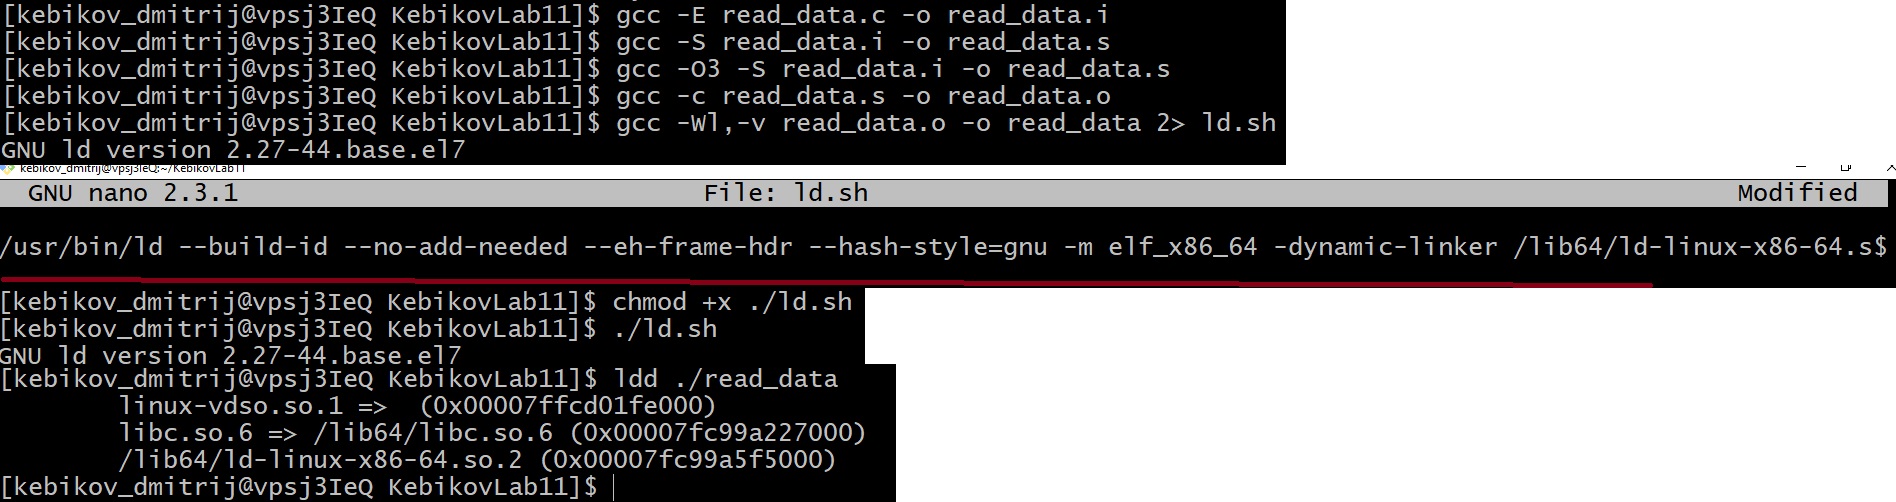 [kebikov_dmitrij@vpsj3IeQ KebikovLab11]$ gcc -E read_data.c -o read_data.i
[kebikov_dmitrij@vpsj3IeQ KebikovLab11]$ gcc -S read_data.i -o read_data.s
[kebikov_dmitrij@vpsj3IeQ KebikovLab11]$ gcc -O3 -S read_data.i -o read_data.s
[kebikov_dmitrij@vpsj3IeQ KebikovLab11]$ gcc -c read_data.s -o read_data.o
[kebikov_dmitrij@vpsj3IeQ KebikovLab11]$ gcc -Wl,-v read_data.o -o read_data 2> ld.sh
GNU ld version 2.27-44.base.el7
kebikov_dmitrij@vpsj3IeQ:~/KebikovLab11
GNU nano 2.3.1 File: ld.sh Modified
/usr/bin/ld --build-id --no-add-needed --eh-frame-hdr --hash-style=gnu -m elf_x86_64 -dynamic-linker /lib64/ld-linux-x86-64.s$
[kebikov_dmitrij@vpsj3IeQ KebikovLab11]$ chmod +x ./ld.sh
[kebikov_dmitrij@vpsj3IeQ KebikovLab11]$ ./ld.sh
GNU ld version 2.27-44.base.el7
[kebikov_dmitrij@vpsj3IeQ KebikovLab11]$ ldd ./read_data
linux-vdso.so.1 => (0x00007ffcd01fe000)
libc.so.6 => /lib64/libc.so.6 (0x00007fc99a227000)
/lib64/ld-linux-x86-64.so.2 (0x00007fc99a5f5000)
[kebikov_dmitrij@vpsj3IeQ KebikovLab11]$